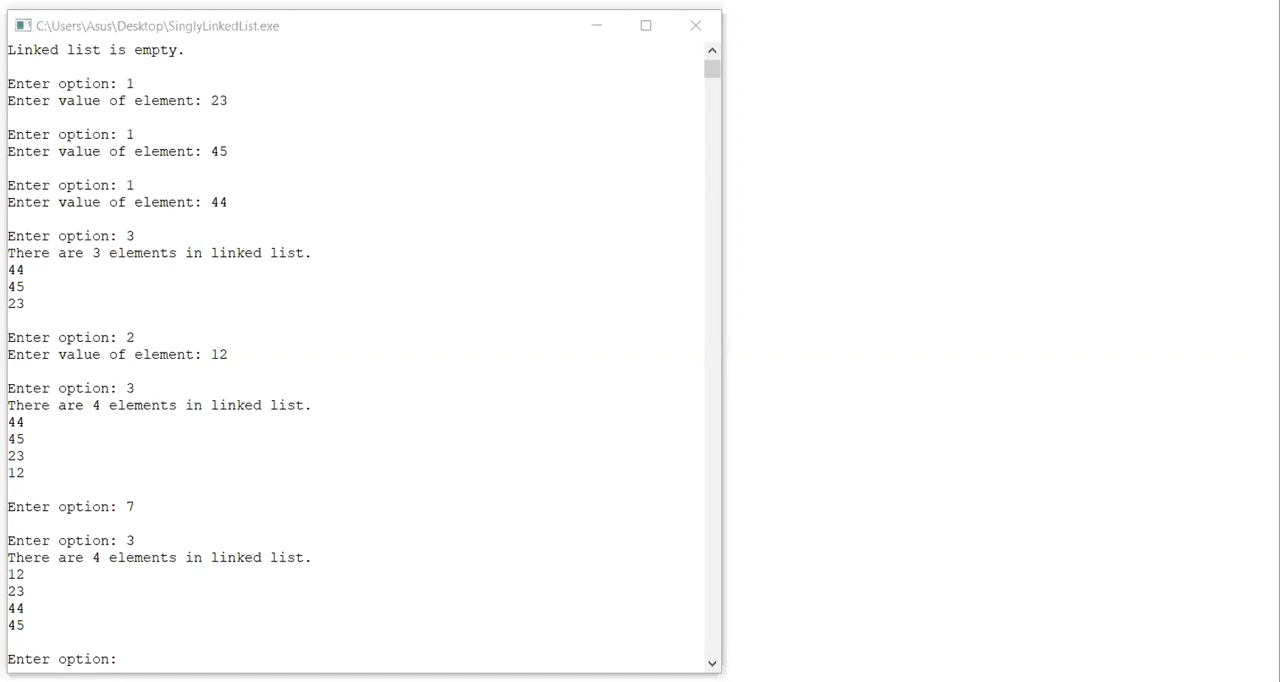 C:\Users\Asus\Desktop\SinglyLinkedList.exe
Linked list is empty.
Enter option: 1
Enter value of element: 23
Enter option: 1
Enter value of element: 45
Enter option: 1
Enter value of element: 44
Enter option: 3
There are 3 elements in linked list.
44
45
23
Enter option: 2
Enter value of element: 12
Enter option: 3
There are 4 elements in linked list.
44
45
23
12
Enter option: 7
Enter option: 3
There are 4 elements in linked list.
12
23
44
45
Enter option: